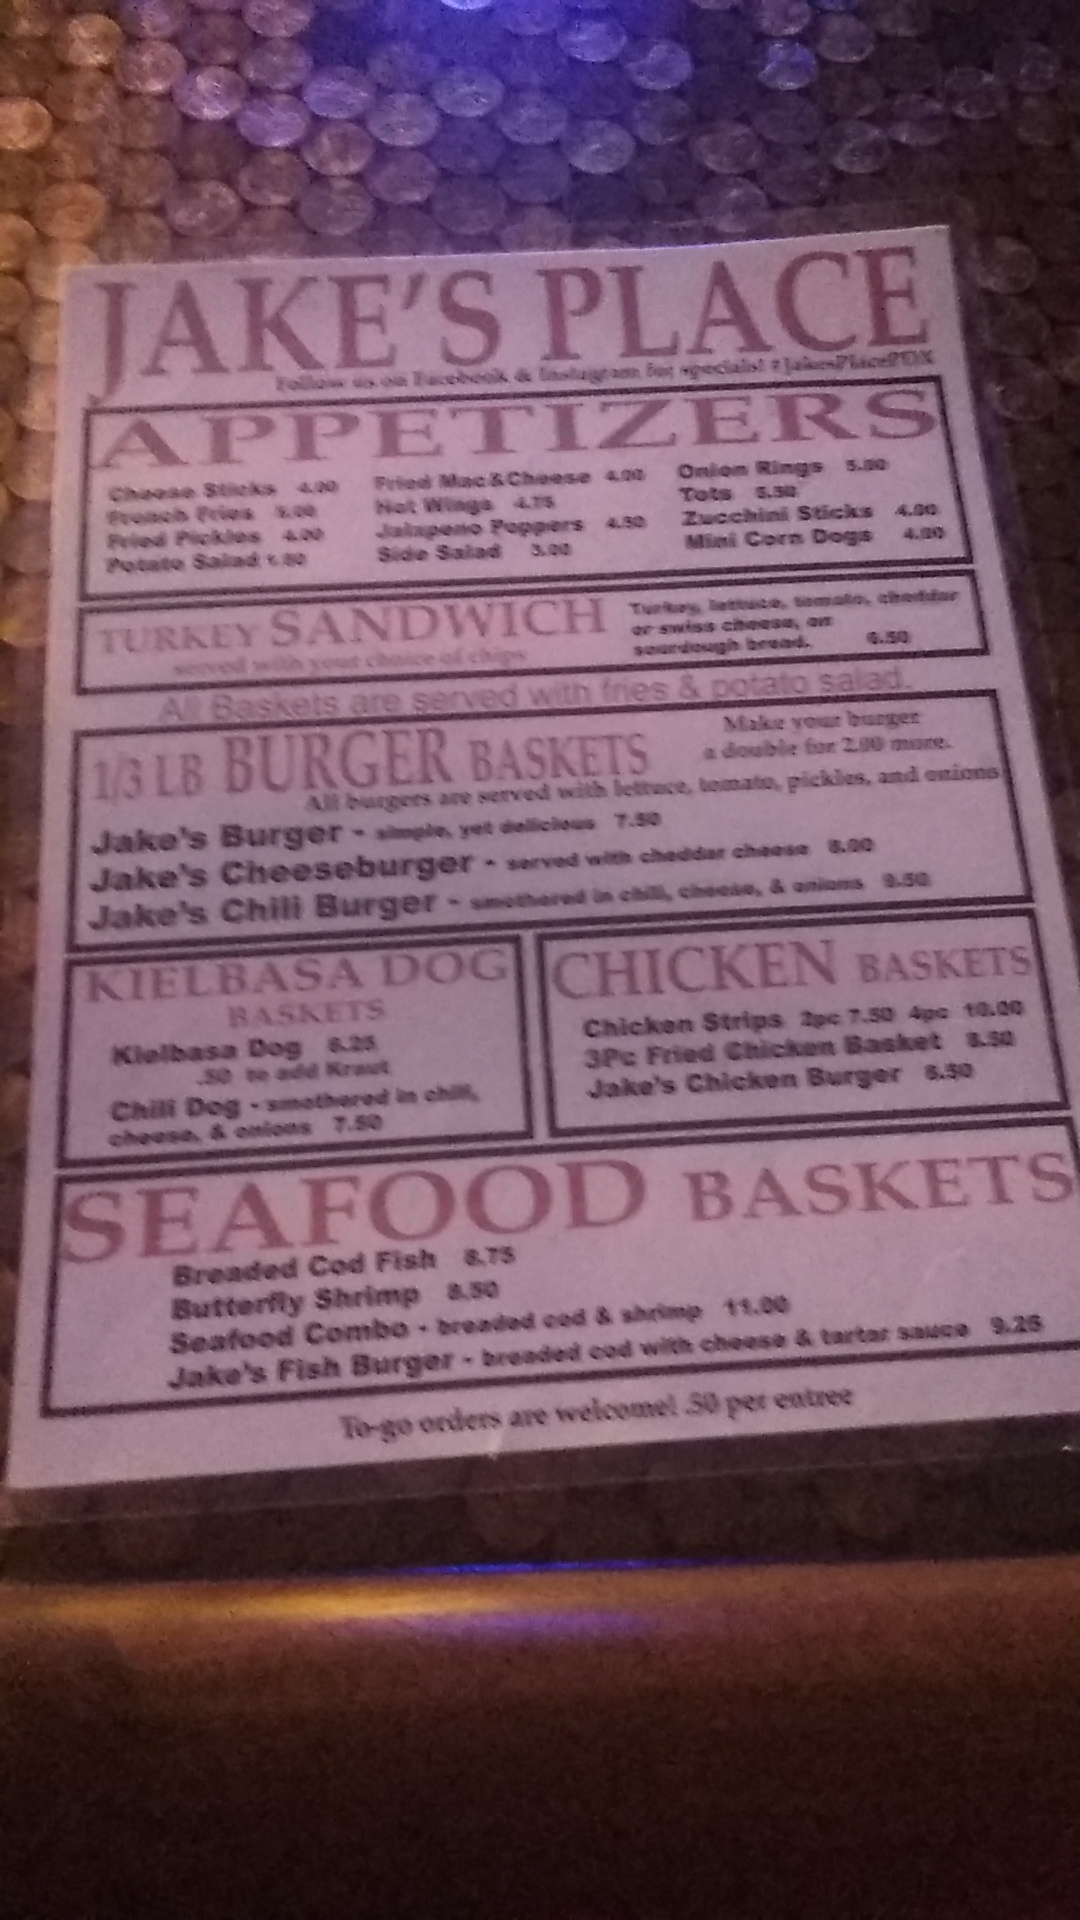 JAKE'S PLACE
Follow us on Facebook & Instagram for specials! #JakesPlacePDX
APPETIZERS
Cheese Sticks 4.00
French Fries 5.00
Fried Pickles 4.00
Potato Salad 1.50
Fried Mac&Cheese 4.00
Hot Wings 4.75
Jalapeno Poppers 4.50
Side Salad 3.00
Onion Rings 5.00
Tots 5.50
Zucchini Sticks 4.00
Mini Corn Dogs 4.00
TURKEY SANDWICH
served with your choice of chips
Turkey, lettuce, tomato, cheddar
or swiss cheese, on
sourdough bread. 6.50
All Baskets are served with fries & potato salad.
1/3 LB BURGER BASKETS
Make your burger
a double for 2.00 more.
All burgers are served with lettuce, tomato, pickles, and onions
Jake's Burger - simple, yet delicious 7.50
Jake's Cheeseburger - served with cheddar cheese 8.00
Jake's Chili Burger - smothered in chili, cheese, & onions 9.50
KIELBASA DOG
BASKETS
Kielbasa Dog 6.25
.50 to add Kraut
Chili Dog - smothered in chili,
cheese, & onions 7.50
CHICKEN BASKETS
Chicken Strips 2pc 7.50 4pc 10.00
3Pc Fried Chicken Basket 8.50
Jake's Chicken Burger 8.50
SEAFOOD BASKETS
Breaded Cod Fish 8.75
Butterfly Shrimp 8.50
Seafood Combo - breaded cod & shrimp 11.00
Jake's Fish Burger - breaded cod with cheese & tartar sauce 9.25
To-go orders are welcome! .50 per entree